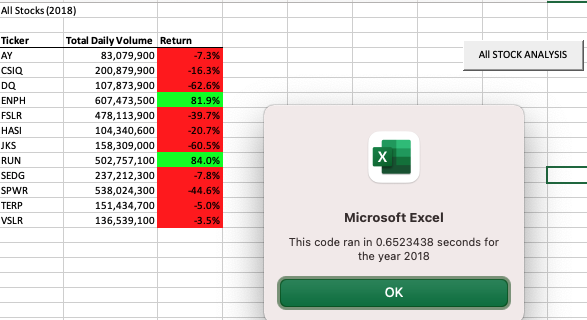 All Stocks (2018)
Ticker Total Daily Volume Return
AY 83,079,900 -7.3%
CSIQ 200,879,900 -16.3%
DQ 107,873,900 -62.6%
ENPH 607,473,500 81.9%
FSLR 478,113,900 -39.7%
HASI 104,340,600 -20.7%
JKS 158,309,000 -60.5%
RUN 502,757,100 84.0%
SEDG 237,212,300 -7.8%
SPWR 538,024,300 -44.6%
TERP 151,434,700 -5.0%
VSLR 136,539,100 -3.5%
All STOCK ANALYSIS
X
Microsoft Excel
This code ran in 0.6523438 seconds for
the year 2018
OK